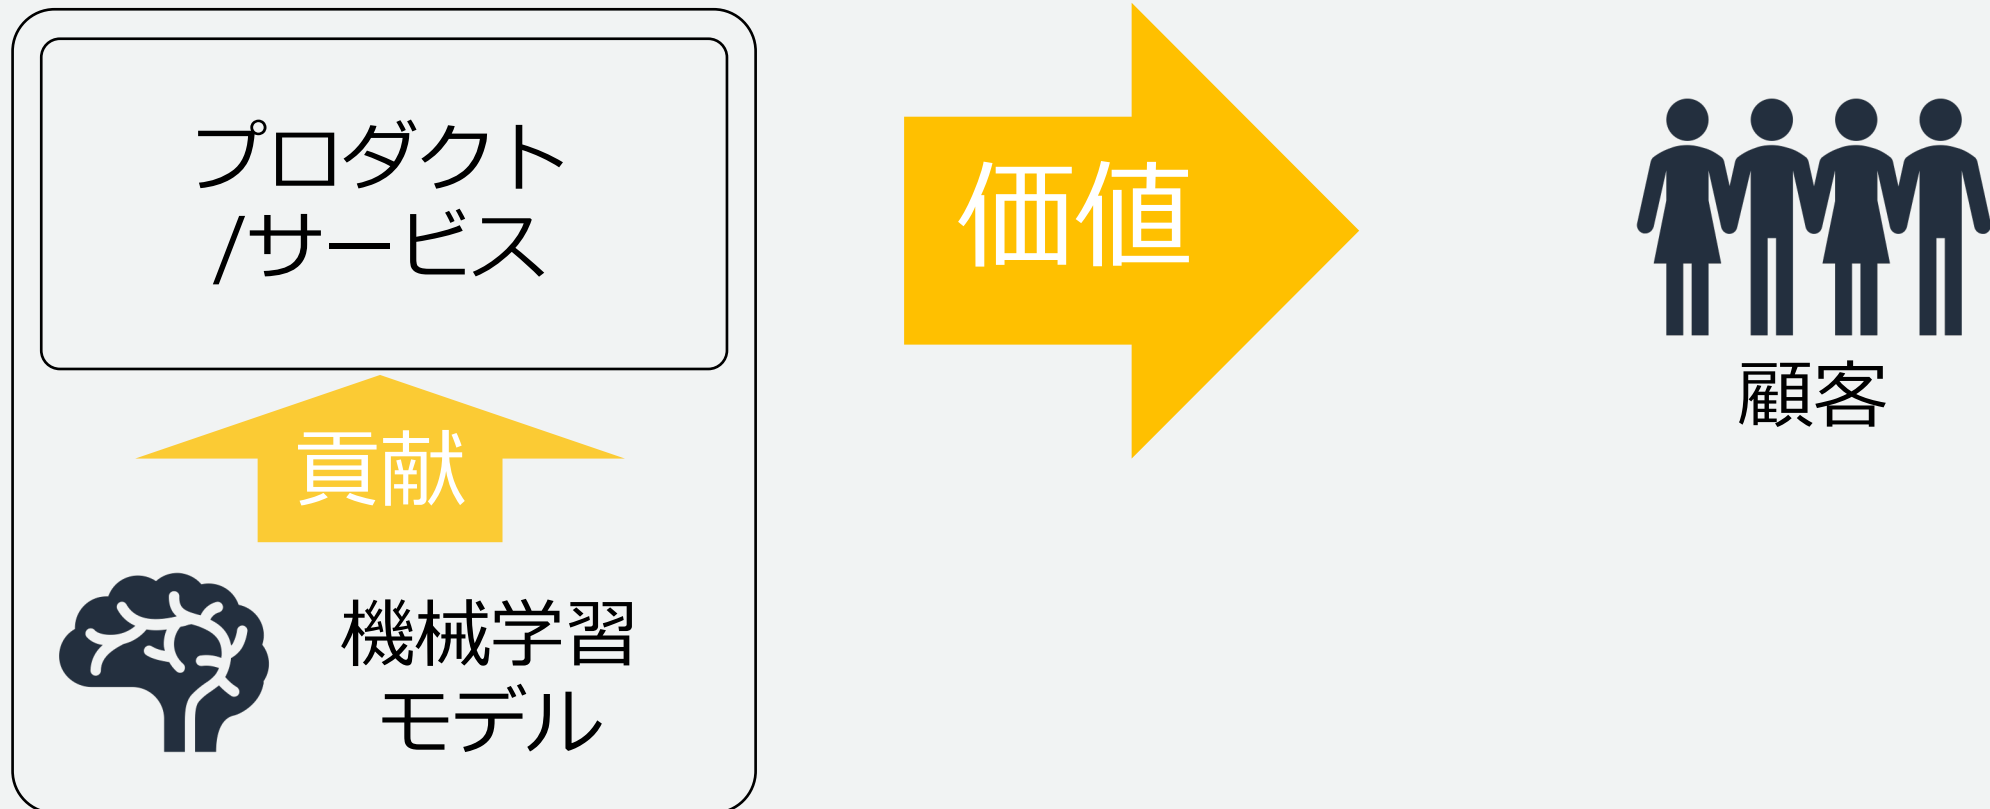 プロダクト
/サービス
価値
顧客
貢献
機械学習
モデル